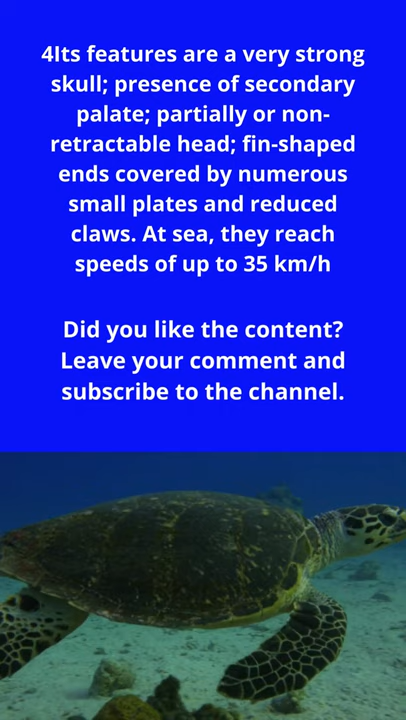 4Its features are a very strong
skull; presence of secondary
palate; partially or non-
retractable head; fin-shaped
ends covered by numerous
small plates and reduced
claws. At sea, they reach
speeds of up to 35 km/h
Did you like the content?
Leave your comment and
subscribe to the channel.